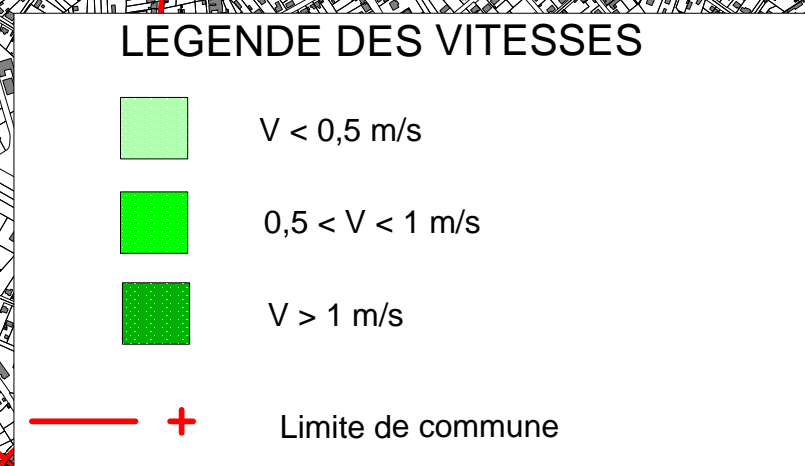 LEGENDE DES VITESSES
V < 0,5 m/s
0,5 < V < 1 m/s
V > 1 m/s
Limite de commune